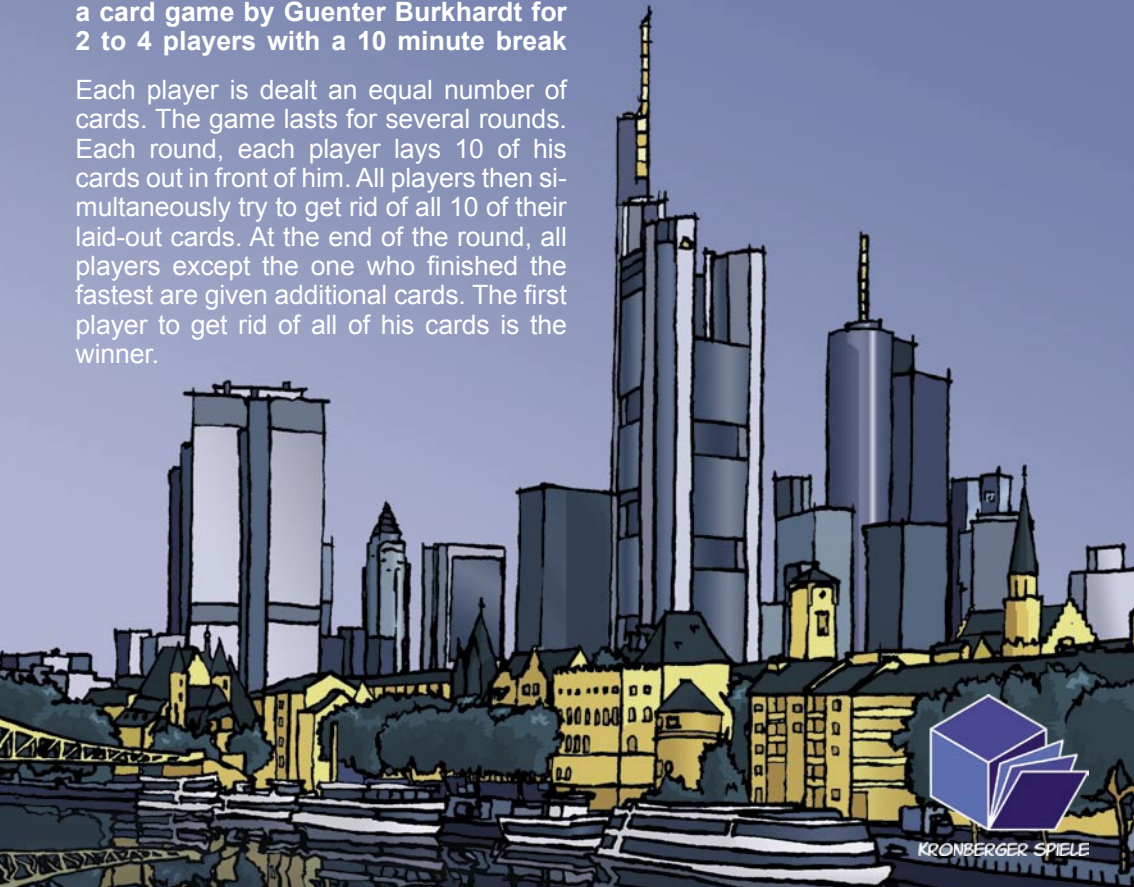 a card game by Guenter Burkhardt for
2 to 4 players with a 10 minute break
Each player is dealt an equal number of
cards. The game lasts for several rounds.
Each round, each player lays 10 of his
cards out in front of him. All players then si-
multaneously try to get rid of all 10 of their
laid-out cards. At the end of the round, all
players except the one who finished the
fastest are given additional cards. The first
player to get rid of all of his cards is the
winner.
KRONBERGER SPIELE